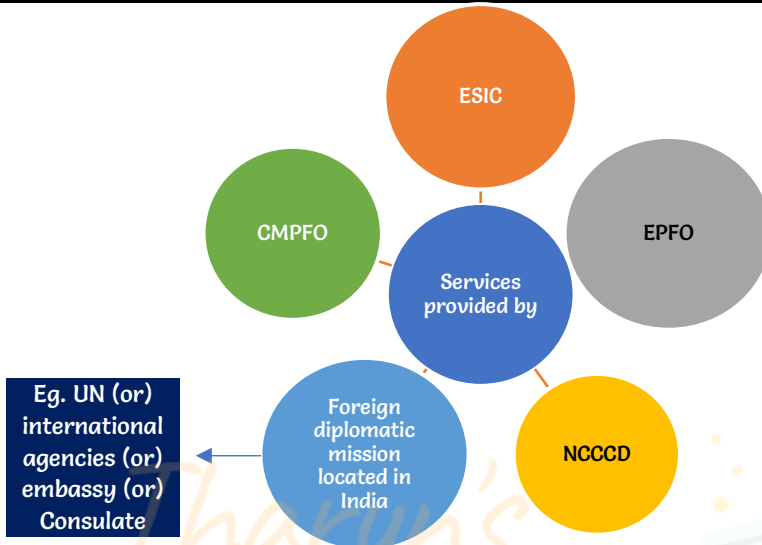 ESIC
CMPFO
EPFO
Services
provided by
Foreign
diplomatic
mission
located in
India
NCCCD
Eg. UN (or)
international
agencies (or)
embassy (or)
Consulate
Tharun's